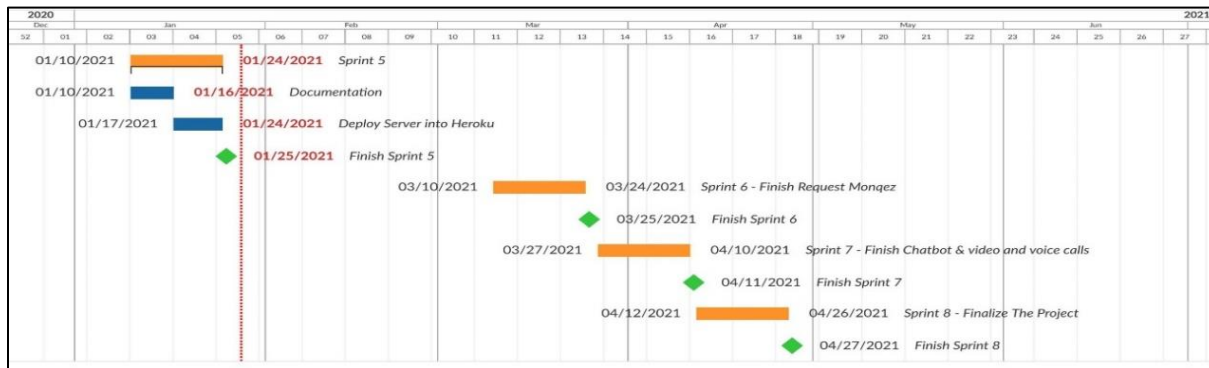 2020 2021
Dec Jan Feb Mar Apr May Jun
52 01 02 03 04 05 06 07 08 09 10 11 12 13 14 15 16 17 18 19 20 21 22 23 24 25 26 27
01/10/2021 01/24/2021 Sprint 5
01/10/2021 01/16/2021 Documentation
01/17/2021 01/24/2021 Deploy Server into Heroku
01/25/2021 Finish Sprint 5
03/10/2021 03/24/2021 Sprint 6 - Finish Request Monqez
03/25/2021 Finish Sprint 6
03/27/2021 04/10/2021 Sprint 7 - Finish Chatbot & video and voice calls
04/11/2021 Finish Sprint 7
04/12/2021 04/26/2021 Sprint 8 - Finalize The Project
04/27/2021 Finish Sprint 8